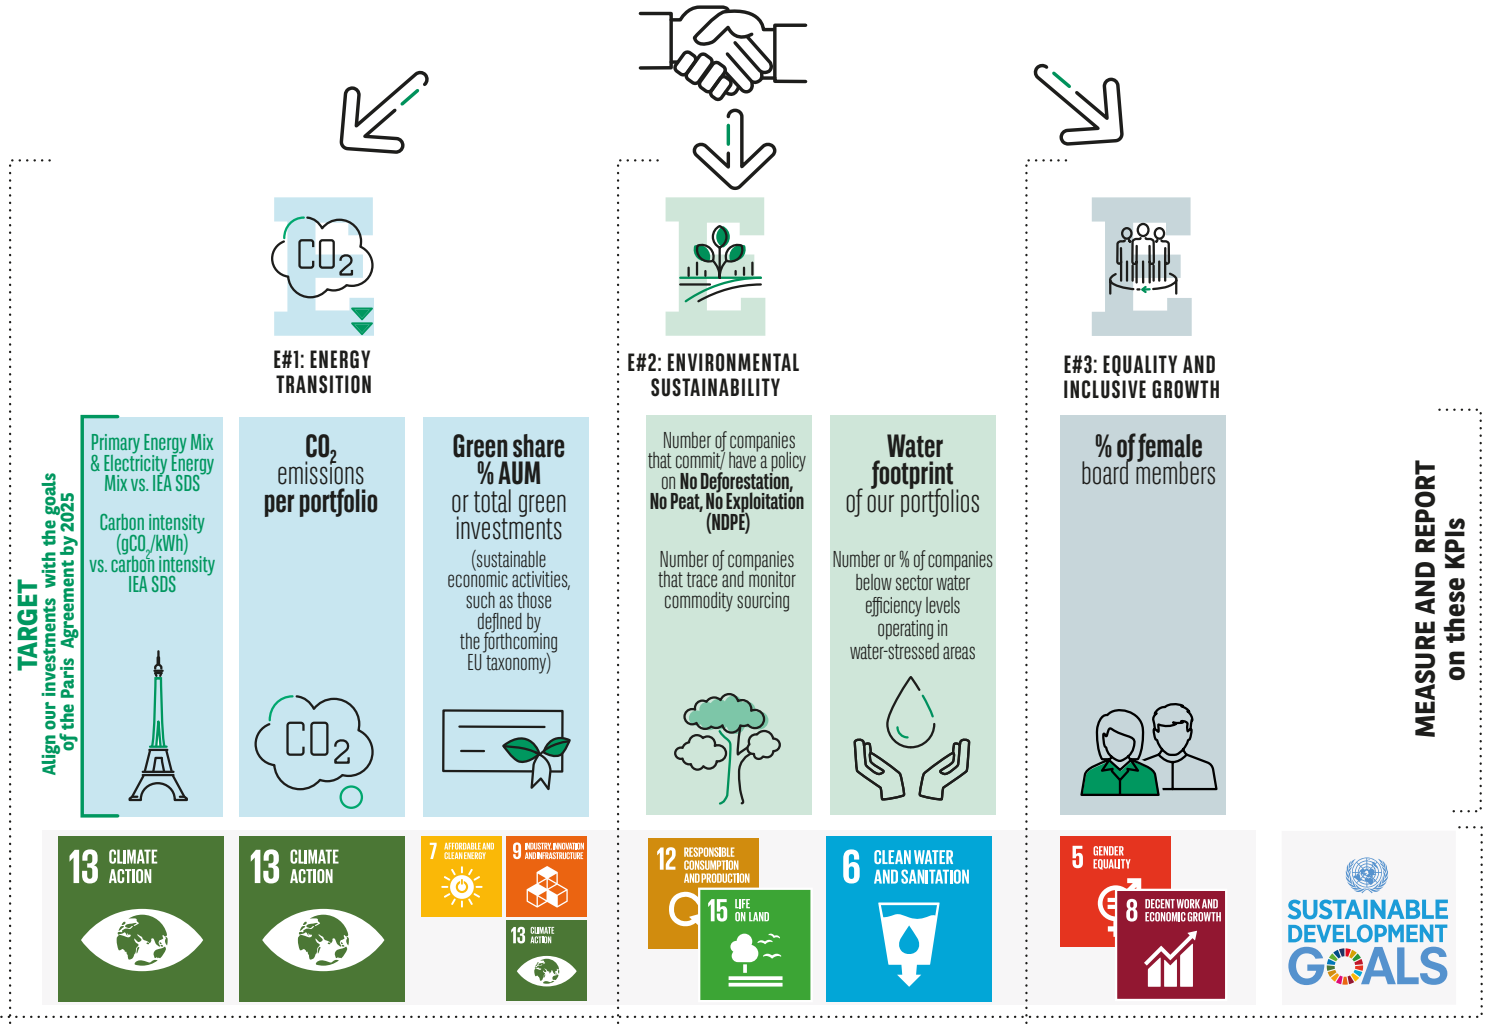 CO2
E#1: ENERGY
TRANSITION
E#2: ENVIRONMENTAL
SUSTAINABILITY
E#3: EQUALITY AND
INCLUSIVE GROWTH
TARGET
Align our investments with the goals
of the Paris Agreement by 2025
Primary Energy Mix
& Electricity Energy
Mix vs. IEA SDS
Carbon intensity
(gCO2/kWh)
vs. carbon intensity
IEA SDS
CO2
emissions
per portfolio
CO2
Green share
% AUM
or total green
investments
(sustainable
economic activities,
such as those
defined by
the forthcoming
EU taxonomy)
Number of companies
that commit/ have a policy
on No Deforestation,
No Peat, No Exploitation
(NDPE)
Number of companies
that trace and monitor
commodity sourcing
Water
footprint
of our portfolios
Number or % of companies
below sector water
efficiency levels
operating in
water-stressed areas
% of female
board members
MEASURE AND REPORT
on these KPIs
13 CLIMATE
ACTION
13 CLIMATE
ACTION
7 AFFORDABLE AND
CLEAN ENERGY
9 INDUSTRY, INNOVATION
AND INFRASTRUCTURE
13 CLIMATE
ACTION
12 RESPONSIBLE
CONSUMPTION
AND PRODUCTION
15 LIFE
ON LAND
6 CLEAN WATER
AND SANITATION
5 GENDER
EQUALITY
8 DECENT WORK AND
ECONOMIC GROWTH
SUSTAINABLE
DEVELOPMENT
GOALS